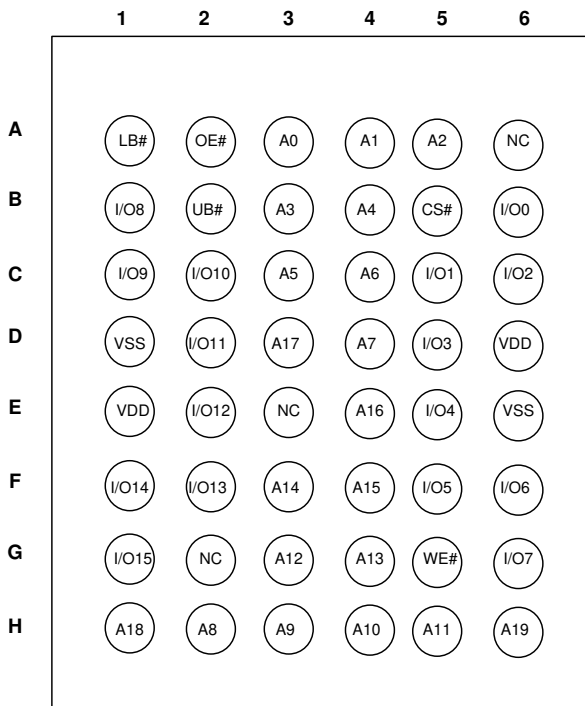 1 2 3 4 5 6
A LB# OE# A0 A1 A2 NC
B I/O8 UB# A3 A4 CS# I/O0
C I/O9 I/O10 A5 A6 I/O1 I/O2
D VSS I/O11 A17 A7 I/O3 VDD
E VDD I/O12 NC A16 I/O4 VSS
F I/O14 I/O13 A14 A15 I/O5 I/O6
G I/O15 NC A12 A13 WE# I/O7
H A18 A8 A9 A10 A11 A19